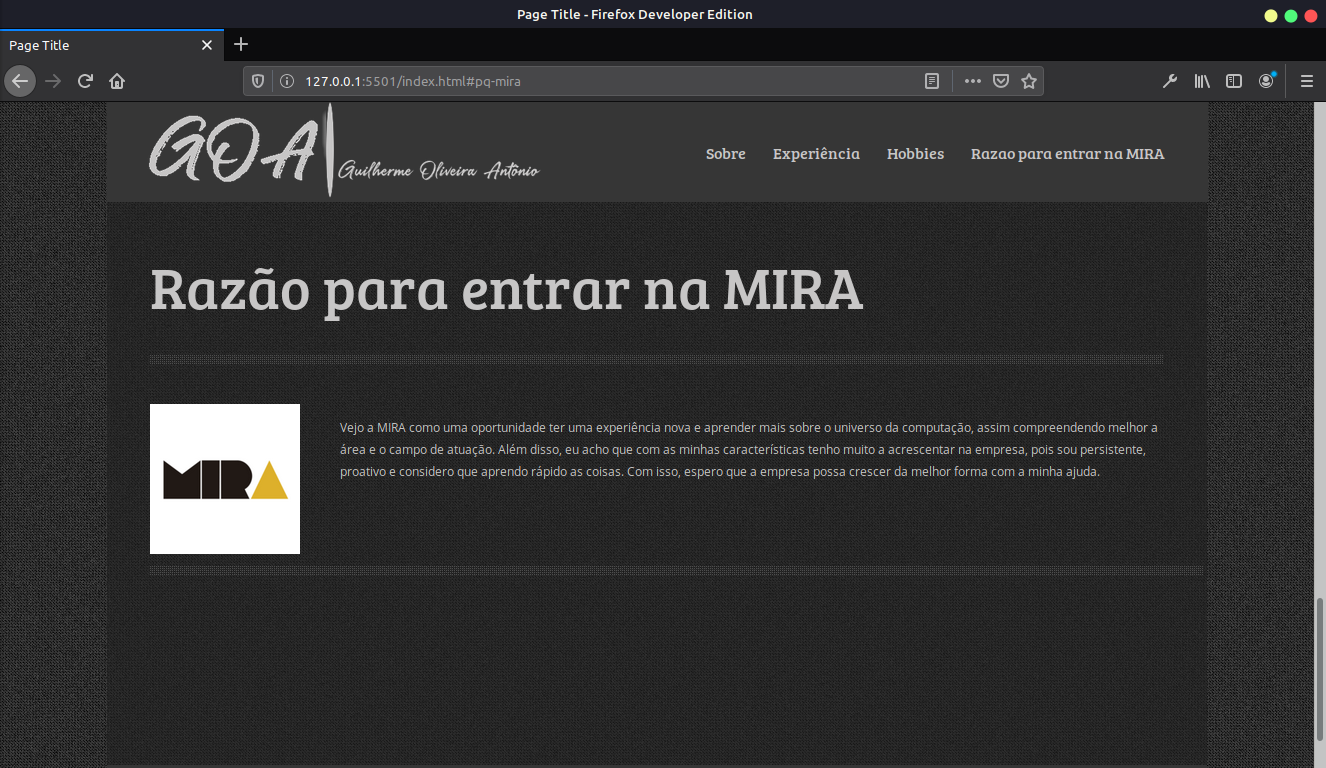 Page Title - Firefox Developer Edition
Page Title
127.0.0.1:5501/index.html#pq-mira
GOA Guilherme Oliveira Antônio
Sobre Experiência Hobbies Razao para entrar na MIRA
Razão para entrar na MIRA
MIRA
Vejo a MIRA como uma oportunidade ter uma experiência nova e aprender mais sobre o universo da computação, assim compreendendo melhor a
área e o campo de atuação. Além disso, eu acho que com as minhas características tenho muito a acrescentar na empresa, pois sou persistente,
proativo e considero que aprendo rápido as coisas. Com isso, espero que a empresa possa crescer da melhor forma com a minha ajuda.